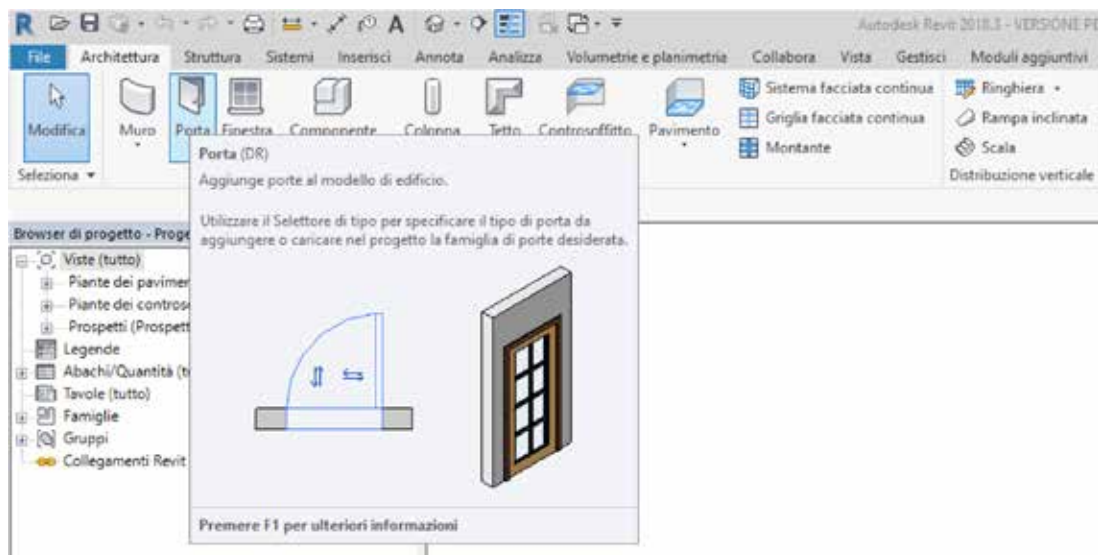 Autodesk Revit 2018.3 - VERSIONE
File Architettura Struttura Sistemi Inserisci Annota Analizza Volumetrie e planimetria Collabora Vista Gestisci Moduli aggiuntivi
Modifica Muro Porta Finestra Componente Colonna Tetto Controsoffitto Pavimento
Sistema facciata continua
Griglia facciata continua
Montante
Ringhiera
Rampa inclinata
Scala
Seleziona
Distribuzione verticale
Porta (DR)
Aggiunge porte al modello di edificio.
Utilizzare il Selettore di tipo per specificare il tipo di porta da
aggiungere o caricare nel progetto la famiglia di porte desiderata.
Premere F1 per ulteriori informazioni
Browser di progetto - Proge
Viste (tutto)
Piante dei pavimer
Piante dei controso
Prospetti (Prospett
Legende
Abachi/Quantità (t
Tavole (tutto)
Famiglie
Gruppi
Collegamenti Revit